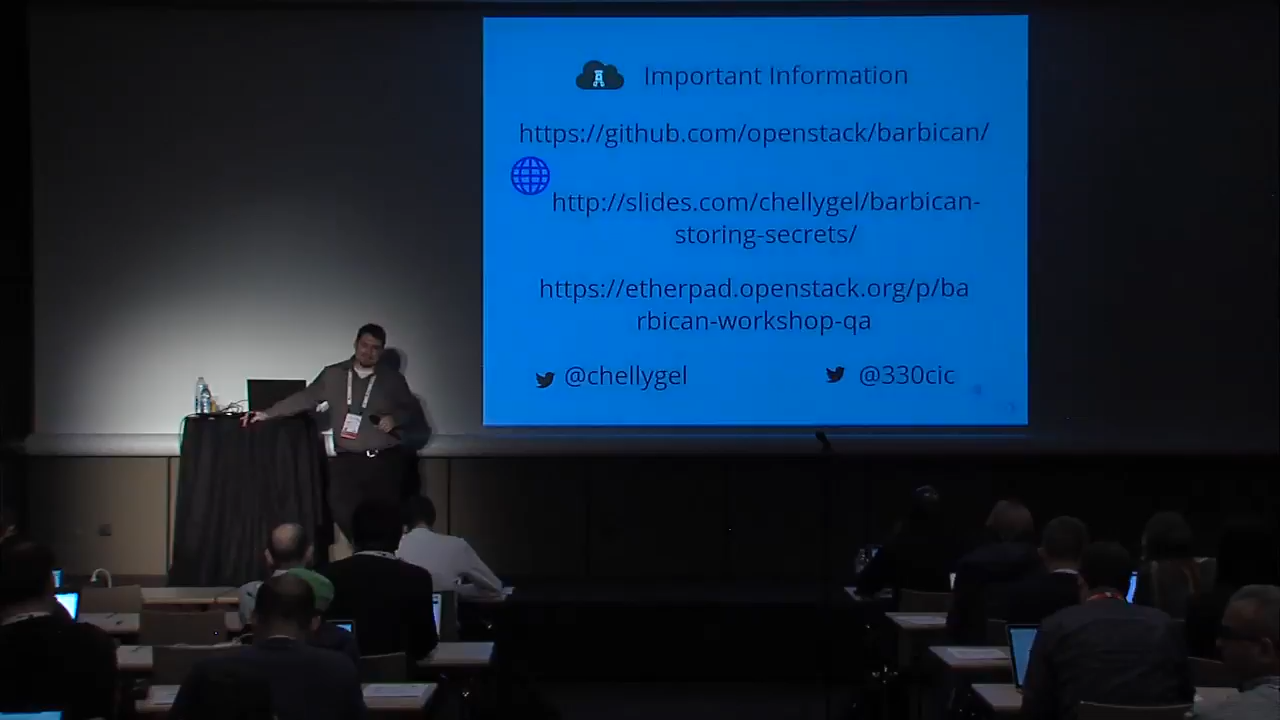 Important Information
https://github.com/openstack/barbican/
http://slides.com/chellygel/barbican-
storing-secrets/
https://etherpad.openstack.org/p/ba
rbican-workshop-qa
@chellygel @330cic